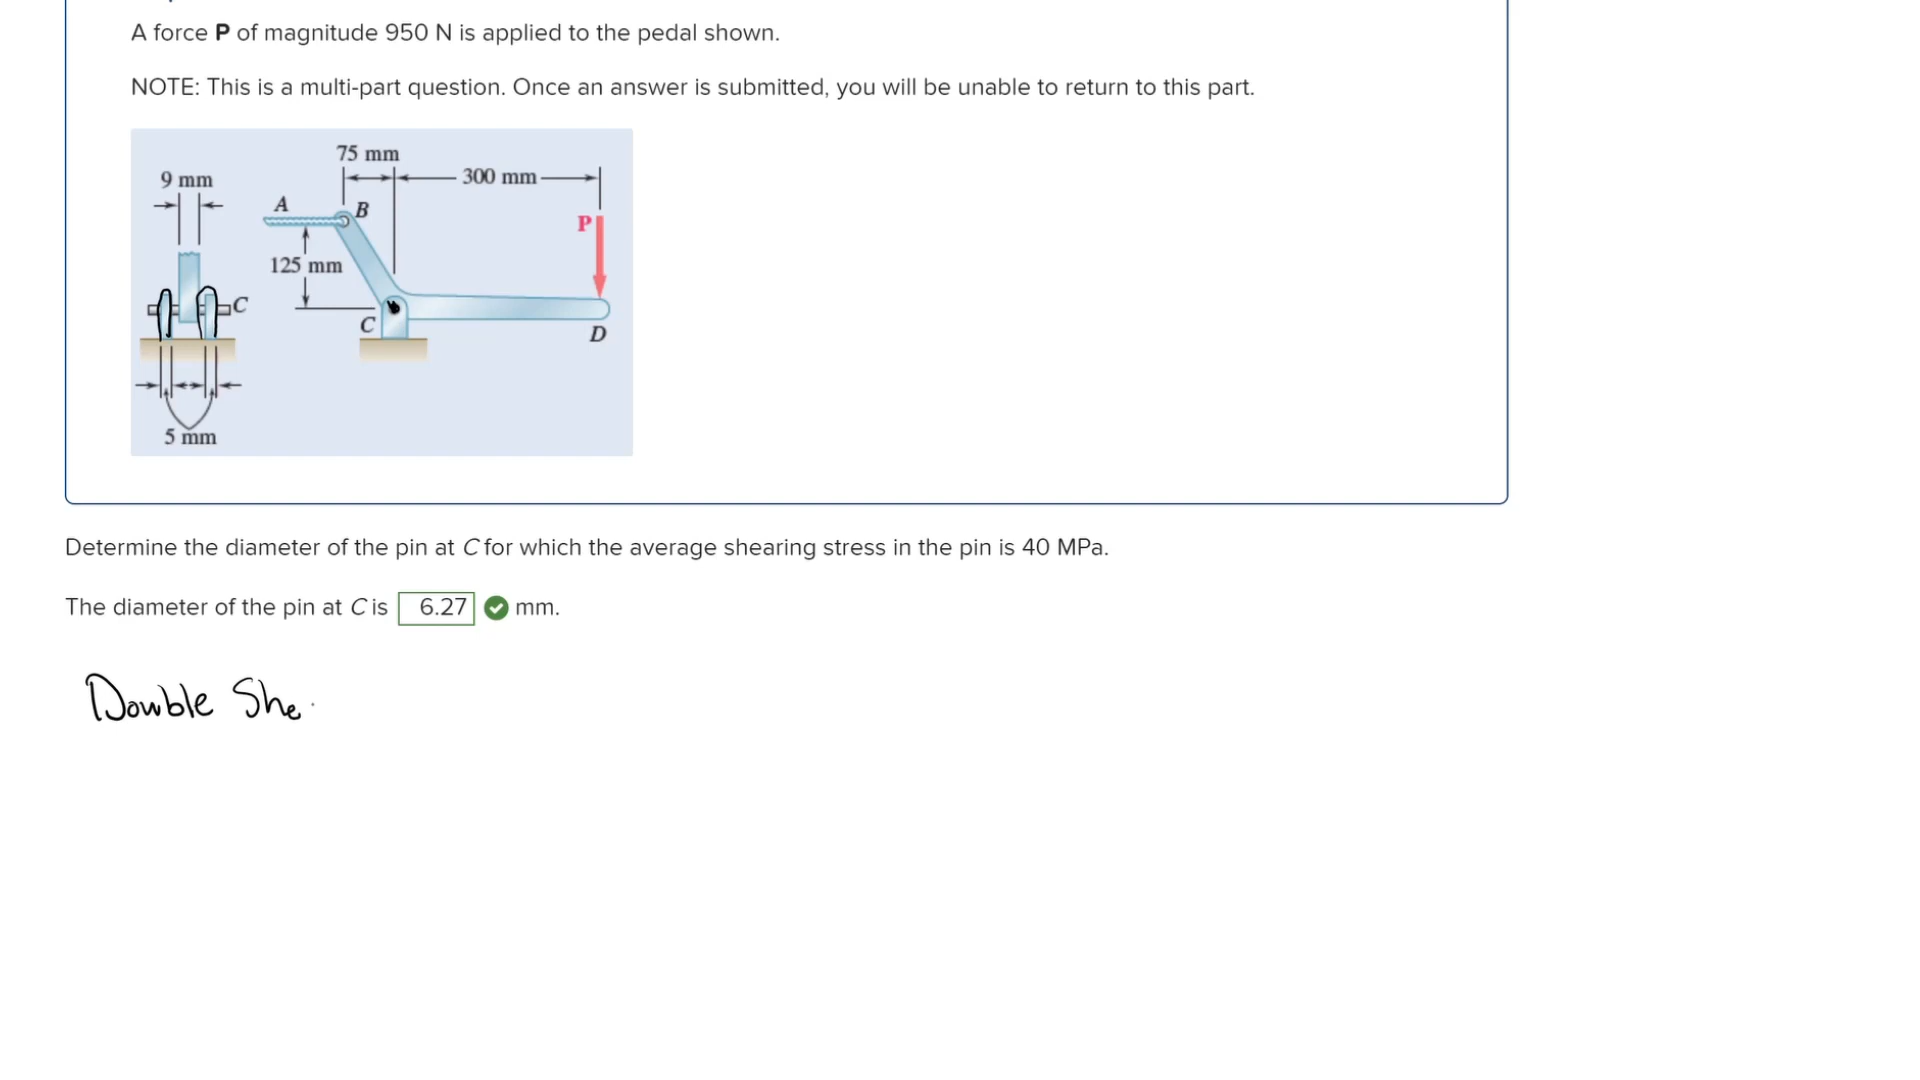 A force P of magnitude 950 N is applied to the pedal shown.
NOTE: This is a multi-part question. Once an answer is submitted, you will be unable to return to this part.
75 mm
300 mm
9 mm
A
B
P
125 mm
C
C
D
5 mm
Determine the diameter of the pin at C for which the average shearing stress in the pin is 40 MPa.
The diameter of the pin at C is 6.27 mm.
Double She